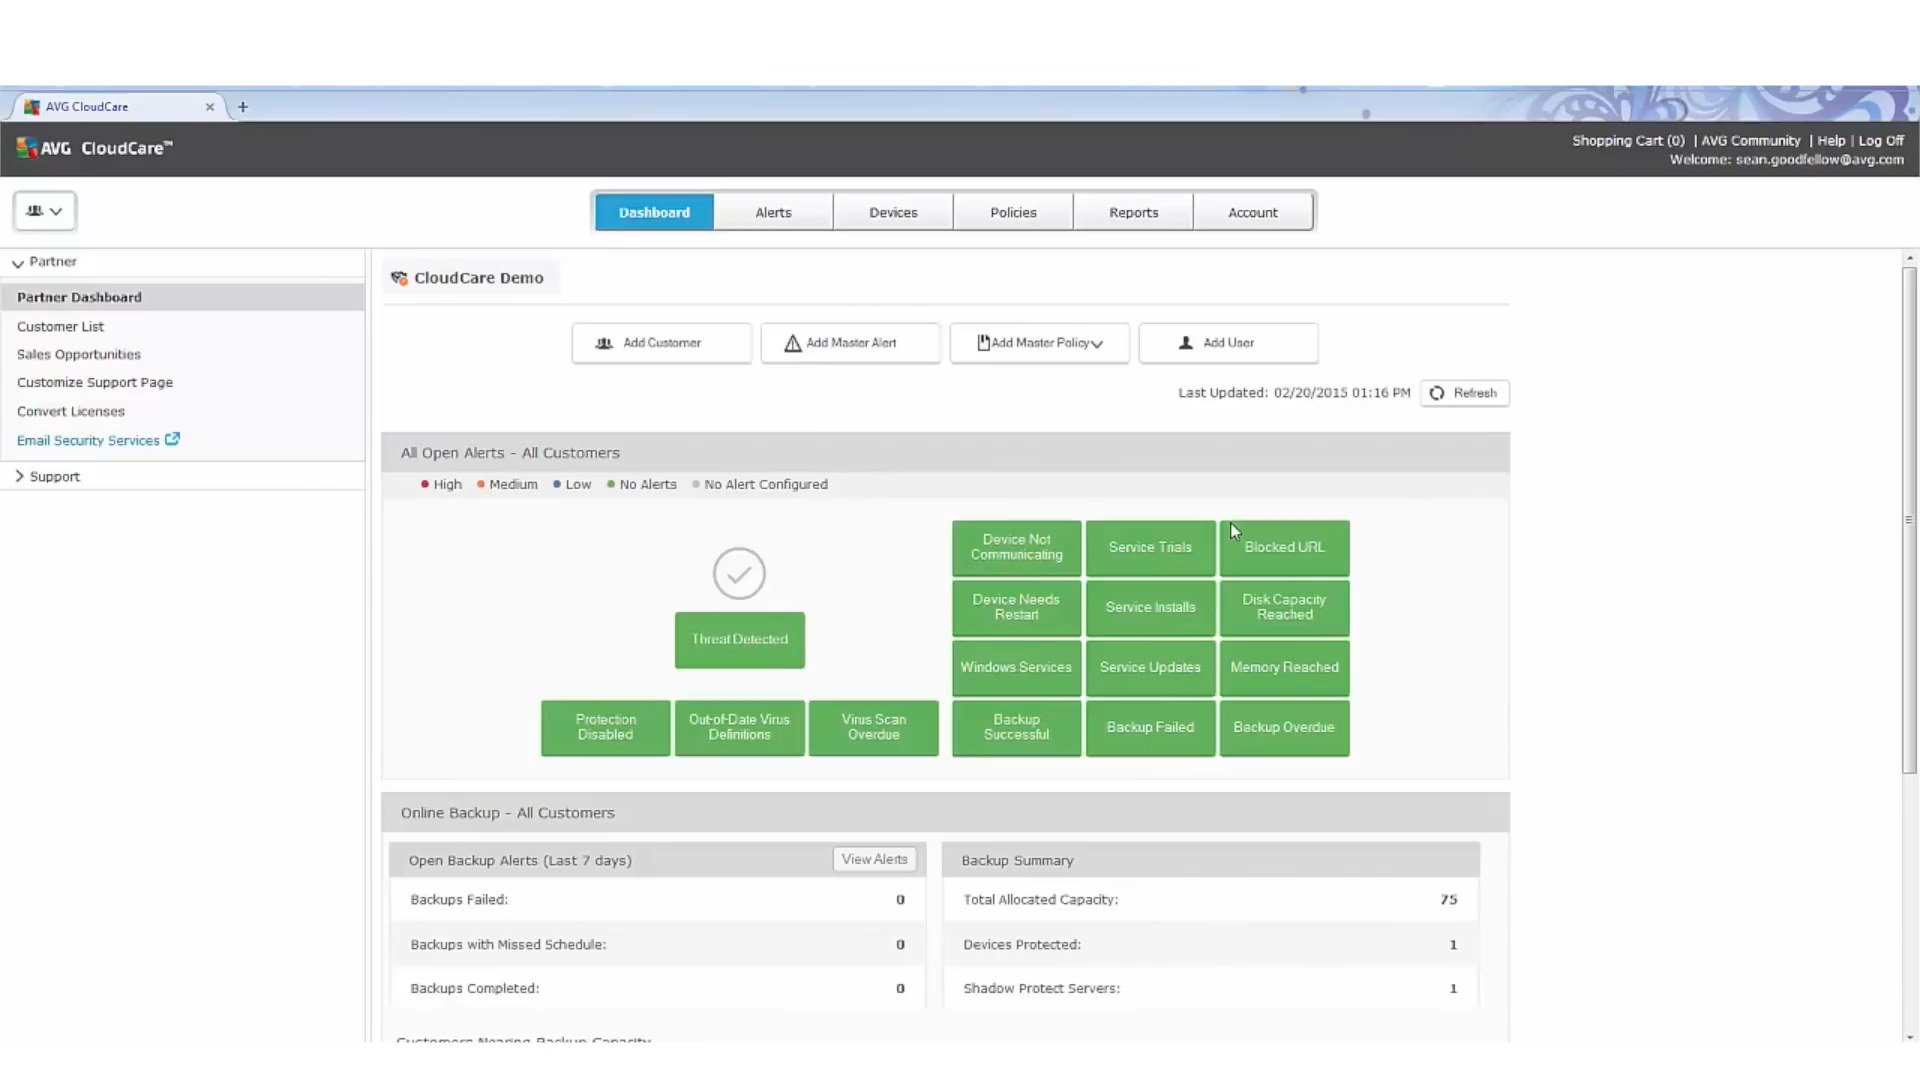 AVG CloudCare
AVG CloudCare™
Shopping Cart (0) | AVG Community | Help | Log Off
Welcome: sean.goodfellow@avg.com
Dashboard
Alerts
Devices
Policies
Reports
Account
Partner
Partner Dashboard
Customer List
Sales Opportunities
Customize Support Page
Convert Licenses
Email Security Services
Support
CloudCare Demo
Add Customer
Add Master Alert
Add Master Policy
Add User
Last Updated: 02/20/2015 01:16 PM
Refresh
All Open Alerts - All Customers
High
Medium
Low
No Alerts
No Alert Configured
Threat Detected
Protection
Disabled
Out-of-Date Virus
Definitions
Virus Scan
Overdue
Device Not
Communicating
Service Trials
Blocked URL
Device Needs
Restart
Service Installs
Disk Capacity
Reached
Windows Services
Service Updates
Memory Reached
Backup
Successful
Backup Failed
Backup Overdue
Online Backup - All Customers
Open Backup Alerts (Last 7 days)
View Alerts
Backups Failed: 0
Backups with Missed Schedule: 0
Backups Completed: 0
Backup Summary
Total Allocated Capacity: 75
Devices Protected: 1
Shadow Protect Servers: 1
Customers Nearing Backup Capacity